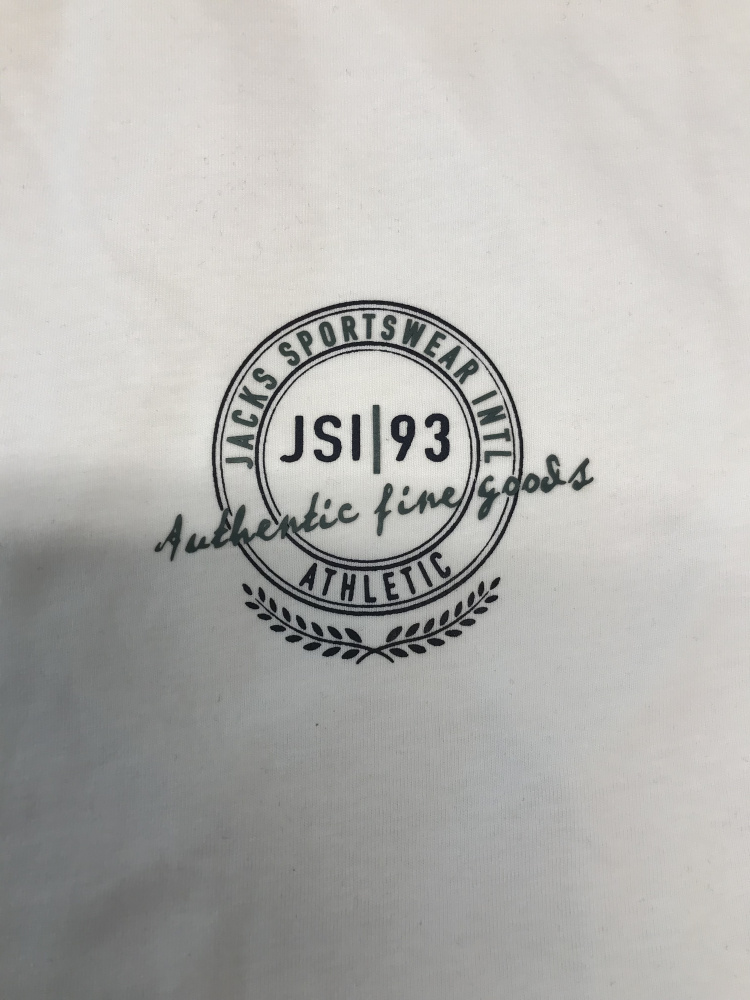 JACKS SPORTSWEAR INTL
JSI|93
Authentic fine goods
ATHLETIC